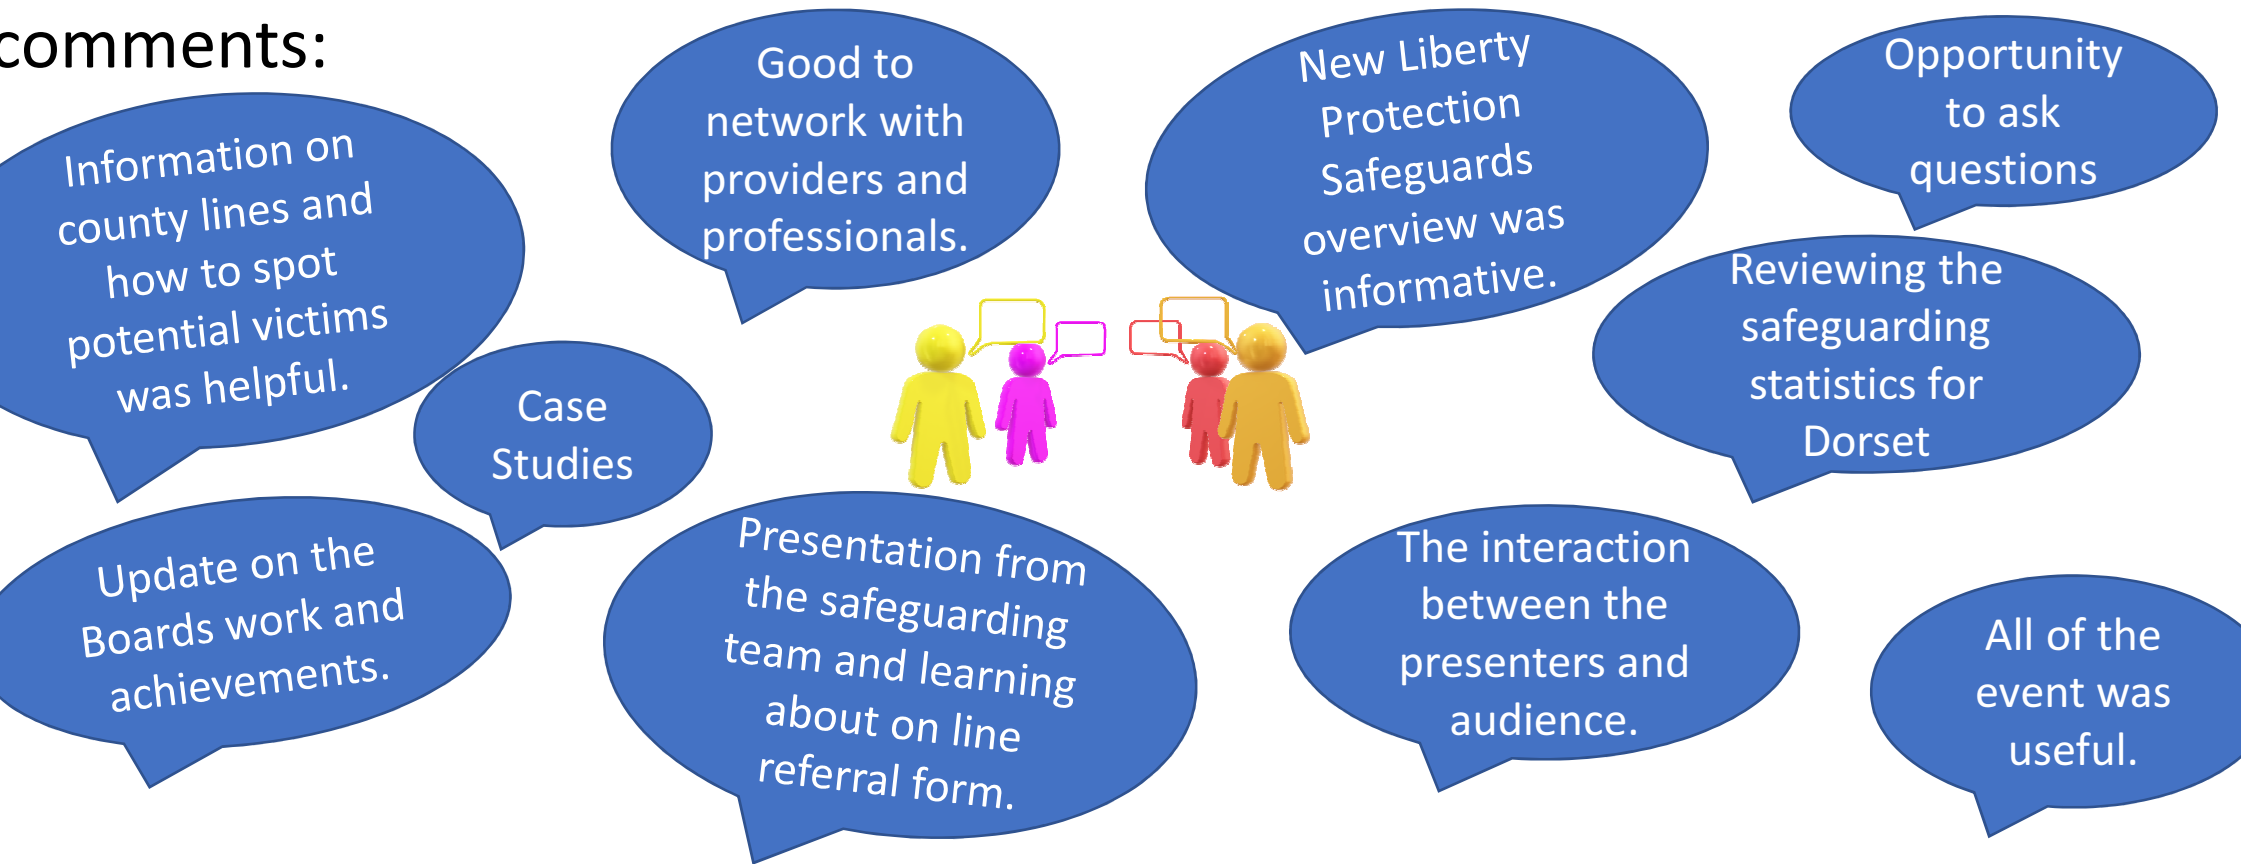 comments:
Information on
county lines and
how to spot
potential victims
was helpful.
Good to
network with
providers and
professionals.
New Liberty
Protection
Safeguards
overview was
informative.
Opportunity
to ask
questions
Case
Studies
Reviewing the
safeguarding
statistics for
Dorset
Update on the
Boards work and
achievements.
Presentation from
the safeguarding
team and learning
about on line
referral form.
The interaction
between the
presenters and
audience.
All of the
event was
useful.